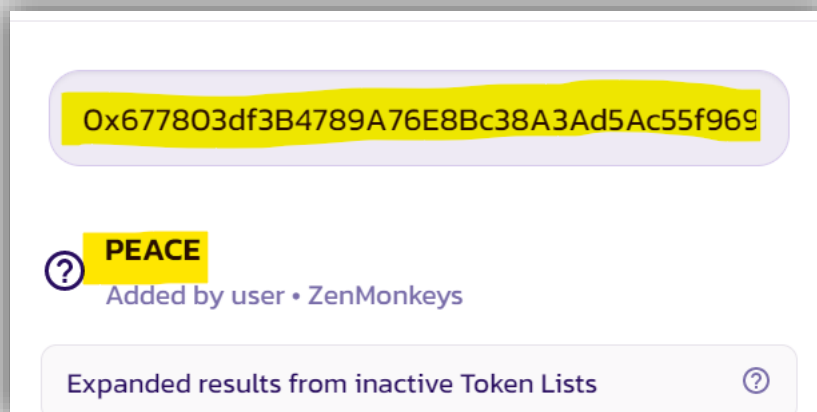 0x677803df3B4789A76E8Bc38A3Ad5Ac55f969
PEACE
Added by user • ZenMonkeys
Expanded results from inactive Token Lists